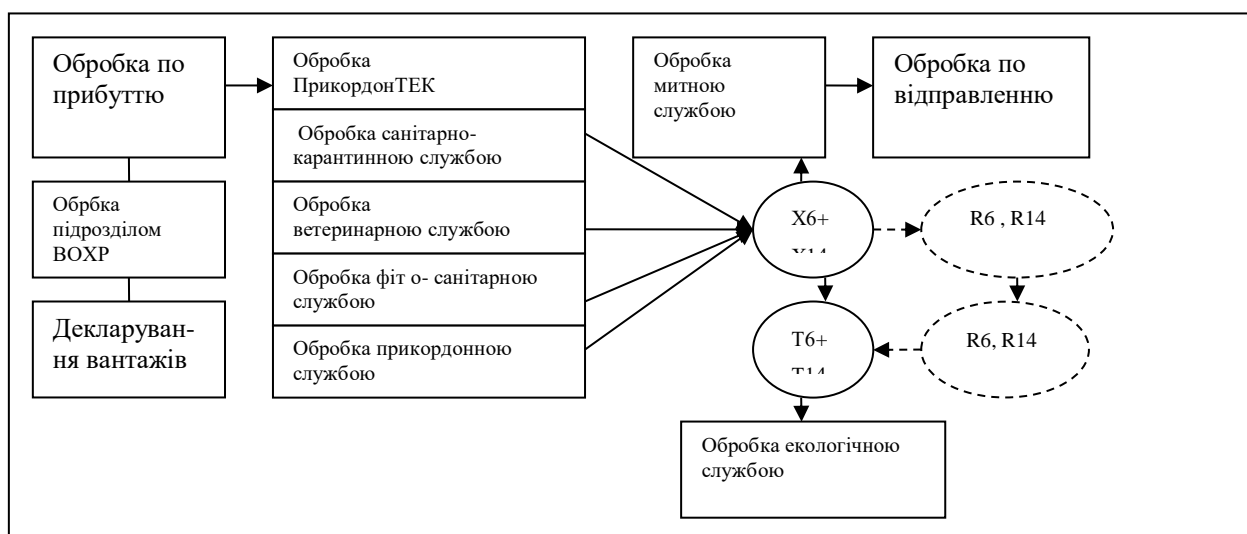 Обробка по
прибуттю
Обрбка
підрозділом
ВОХР
Декларуван-
ня вантажів
Обробка
ПрикордонТЕК
Обробка санітарно-
карантинною службою
Обробка
ветеринарною службою
Обробка фіт о- санітарною
службою
Обробка прикордонною
службою
Обробка
митною
службою
Обробка по
відправленню
X6+
R6 , R14
T6+
R6, R14
Обробка екологічною
службою